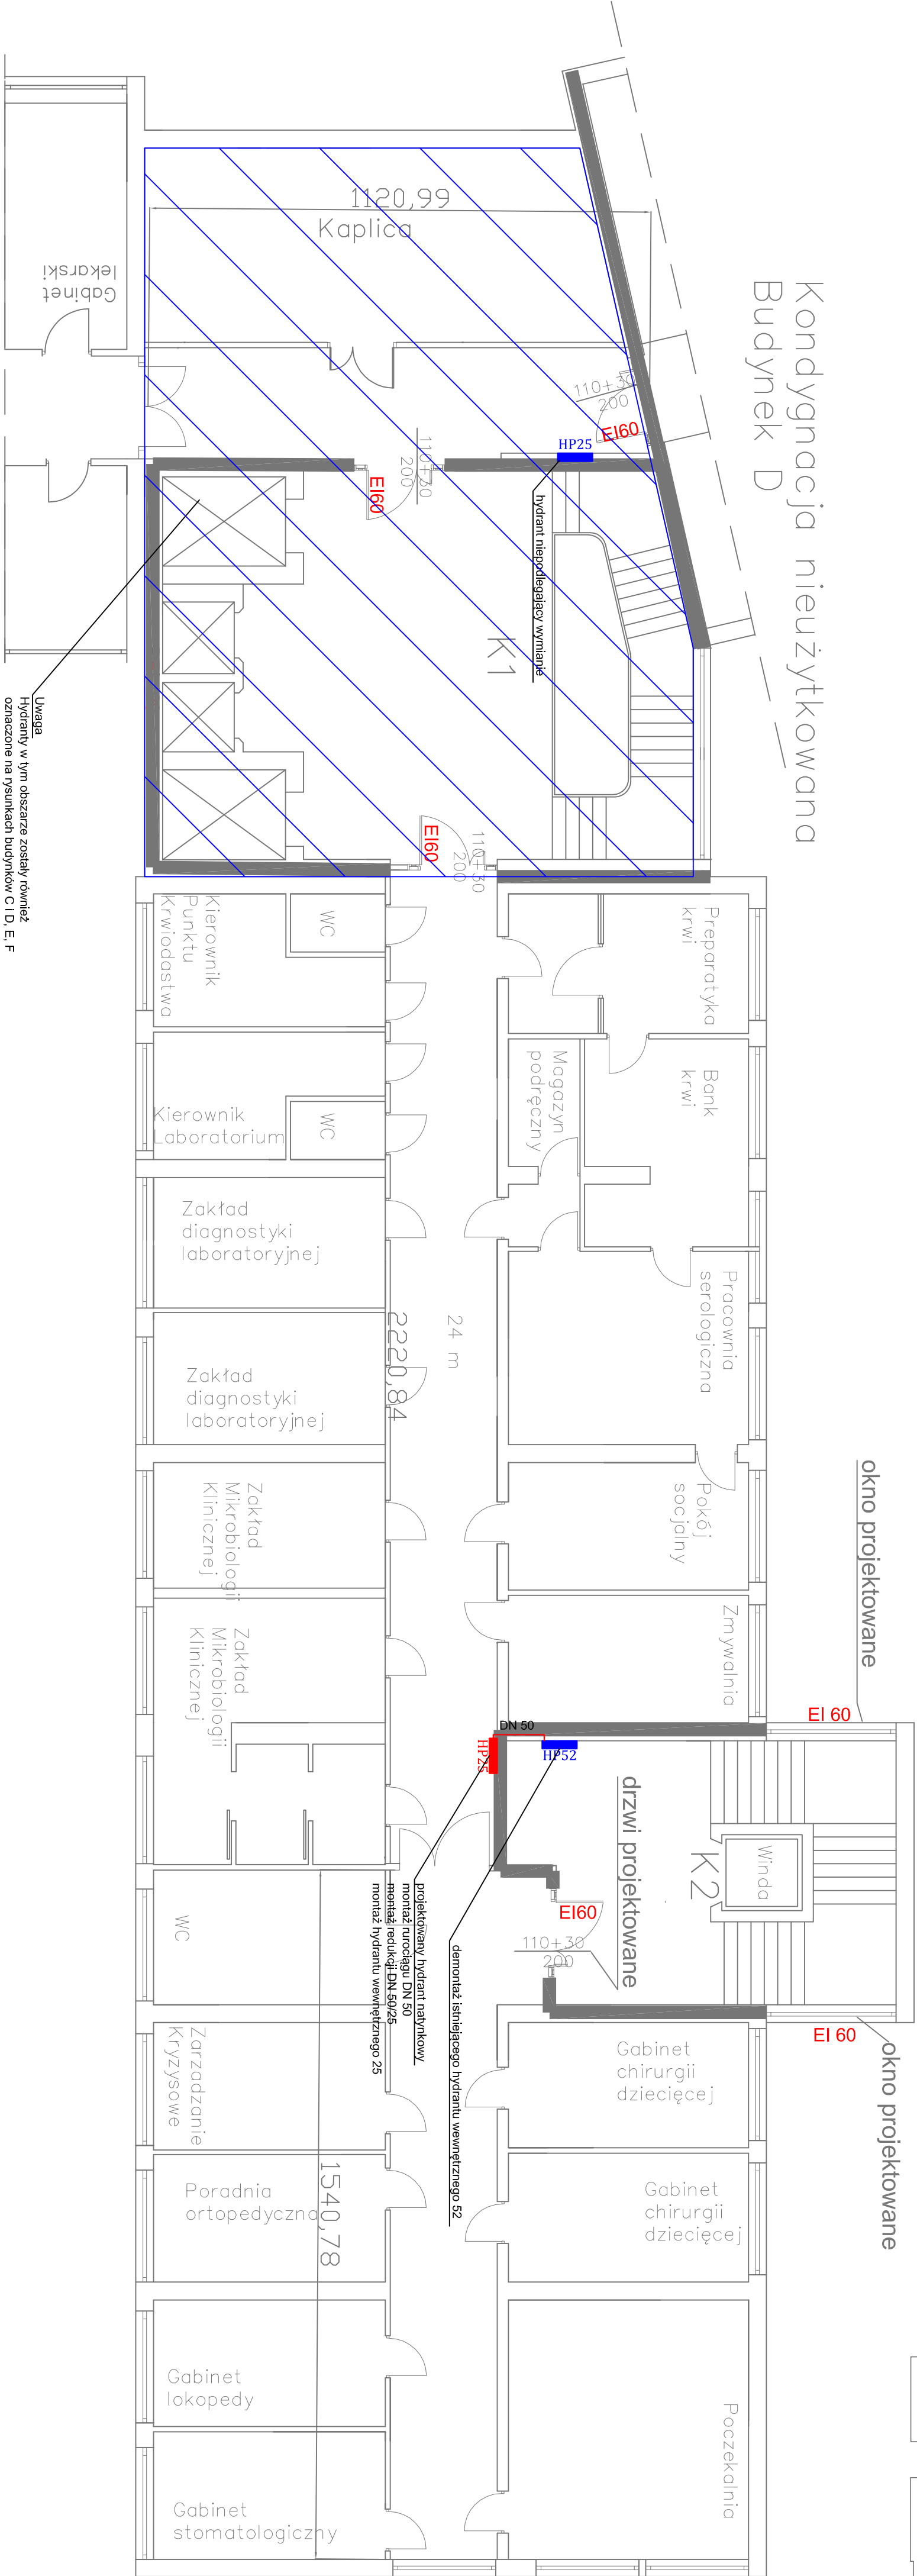 Kondygnacja nieużytkowana
Budynek D
1120,99
Kaplica
Gabinet
lekarski
110+30
200
EI60
HP25
110+30
200
EI60
hydrant niepodlegający wymianie
K1
EI60
110+30
200
Uwaga
Hydranty w tym obszarze zostały również
oznaczone na rysunkach budynków C i D, E, F
Kierownik
Punktu
Krwiodastwa
WC
Preparatyka
krwi
Bank
krwi
Magazyn
podręczny
Kierownik
Laboratorium
WC
Zakład
diagnostyki
laboratoryjnej
Pracownia
serologiczna
24 m
2220,84
Zakład
diagnostyki
laboratoryjnej
Zakład
Mikrobiologii
Klinicznej
Pokój
socjalny
Zakład
Mikrobiologii
Klinicznej
Zmywalnia
okno projektowane
EI 60
DN 50
HP25
HP52
drzwi projektowane
K2
Winda
EI60
110+30
200
projektowany hydrant natynkowy
montaż rurociągu DN 50
montaż redukcji DN 50/25
montaż hydrantu wewnętrznego 25
demontaż istniejącego hydrantu wewnętrznego 52
WC
EI 60
okno projektowane
Zarzadzanie
Kryzysowe
Gabinet
chirurgii
dziecięcej
Poradnia
ortopedyczna
1540,78
Gabinet
chirurgii
dziecięcej
Gabinet
lokopedy
Poczekalnia
Gabinet
stomatologiczny